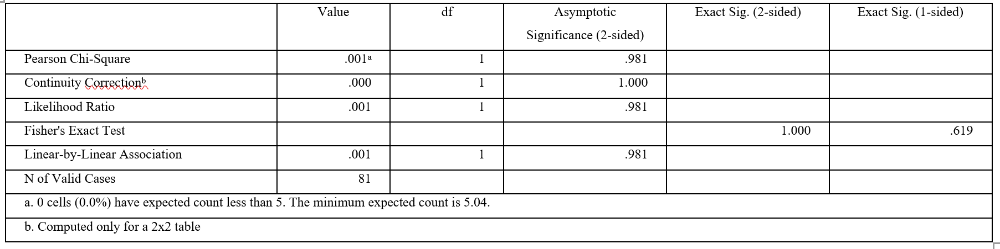 Value df Asymptotic Exact Sig. (2-sided) Exact Sig. (1-sided)
Significance (2-sided)
Pearson Chi-Square .001ᵃ 1 .981
Continuity Correctionᵇ .000 1 1.000
Likelihood Ratio .001 1 .981
Fisher's Exact Test 1.000 .619
Linear-by-Linear Association .001 1 .981
N of Valid Cases 81
a. 0 cells (0.0%) have expected count less than 5. The minimum expected count is 5.04.
b. Computed only for a 2x2 table